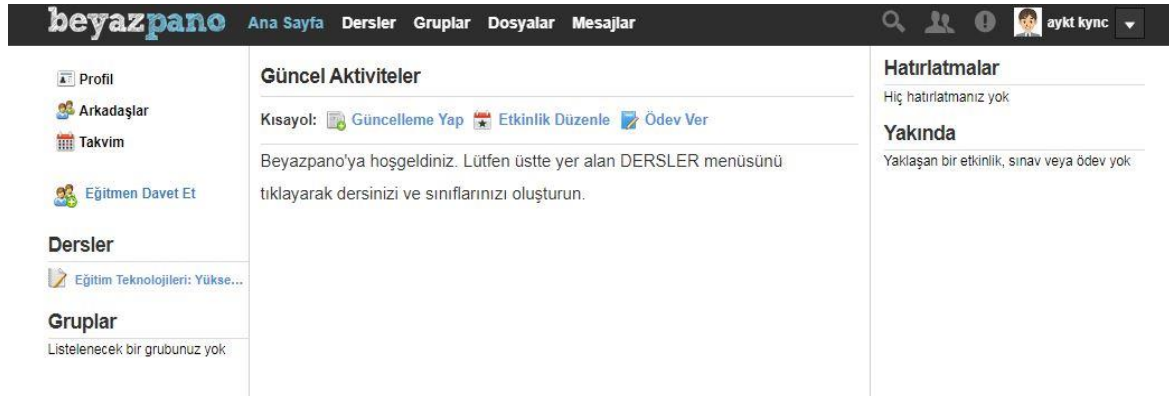 beyazpano Ana Sayfa Dersler Gruplar Dosyalar Mesajlar aykt kync
Profil
Arkadaşlar
Takvim
Eğitmen Davet Et
Dersler
Eğitim Teknolojileri: Yükse...
Gruplar
Listelenecek bir grubunuz yok
Güncel Aktiviteler
Kısayol: Güncelleme Yap Etkinlik Düzenle Ödev Ver
Beyazpano'ya hoşgeldiniz. Lütfen üstte yer alan DERSLER menüsünü
tıklayarak dersinizi ve sınıflarınızı oluşturun.
Hatırlatmalar
Hiç hatırlatmanız yok
Yakında
Yaklaşan bir etkinlik, sınav veya ödev yok